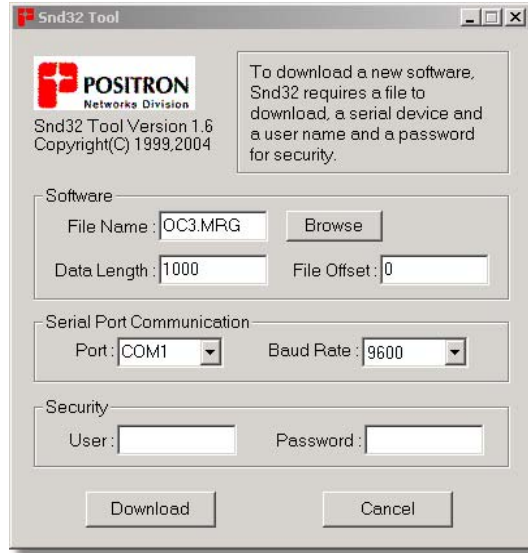 Snd32 Tool
POSITRON
Networks Division
Snd32 Tool Version 1.6
Copyright(C) 1999,2004
To download a new software,
Snd32 requires a file to
download, a serial device and
a user name and a password
for security.
Software
File Name : OC3.MRG Browse
Data Length : 1000 File Offset : 0
Serial Port Communication
Port : COM1 Baud Rate : 9600
Security
User : Password :
Download Cancel